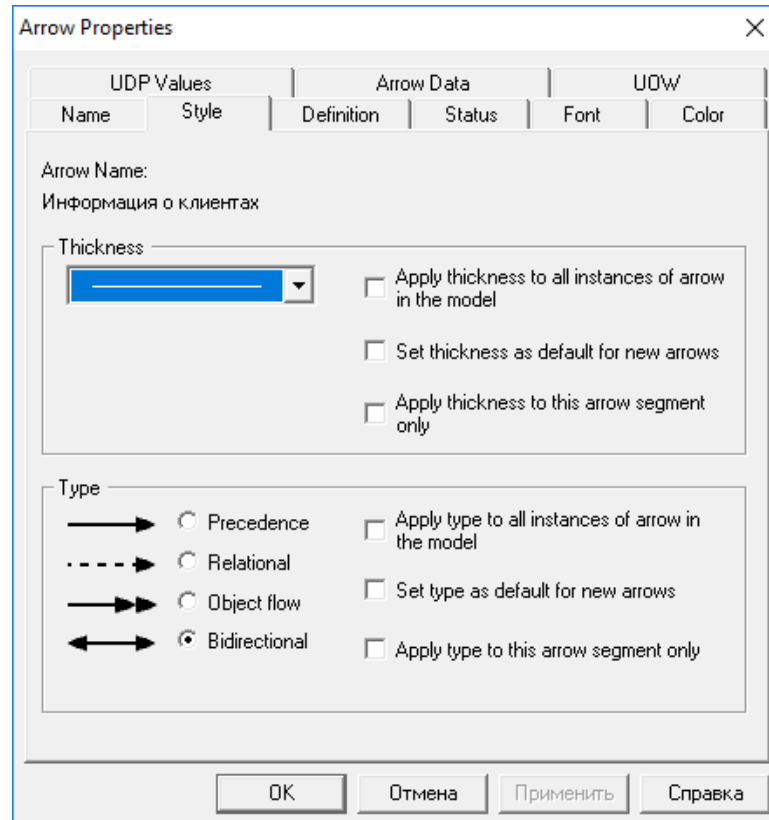 Arrow Properties
UDP Values Arrow Data UOW
Name Style Definition Status Font Color
Arrow Name:
Информация о клиентах
Thickness
Apply thickness to all instances of arrow
in the model
Set thickness as default for new arrows
Apply thickness to this arrow segment
only
Type
Precedence
Relational
Object flow
Bidirectional
Apply type to all instances of arrow in
the model
Set type as default for new arrows
Apply type to this arrow segment only
OK Отмена Применить Справка